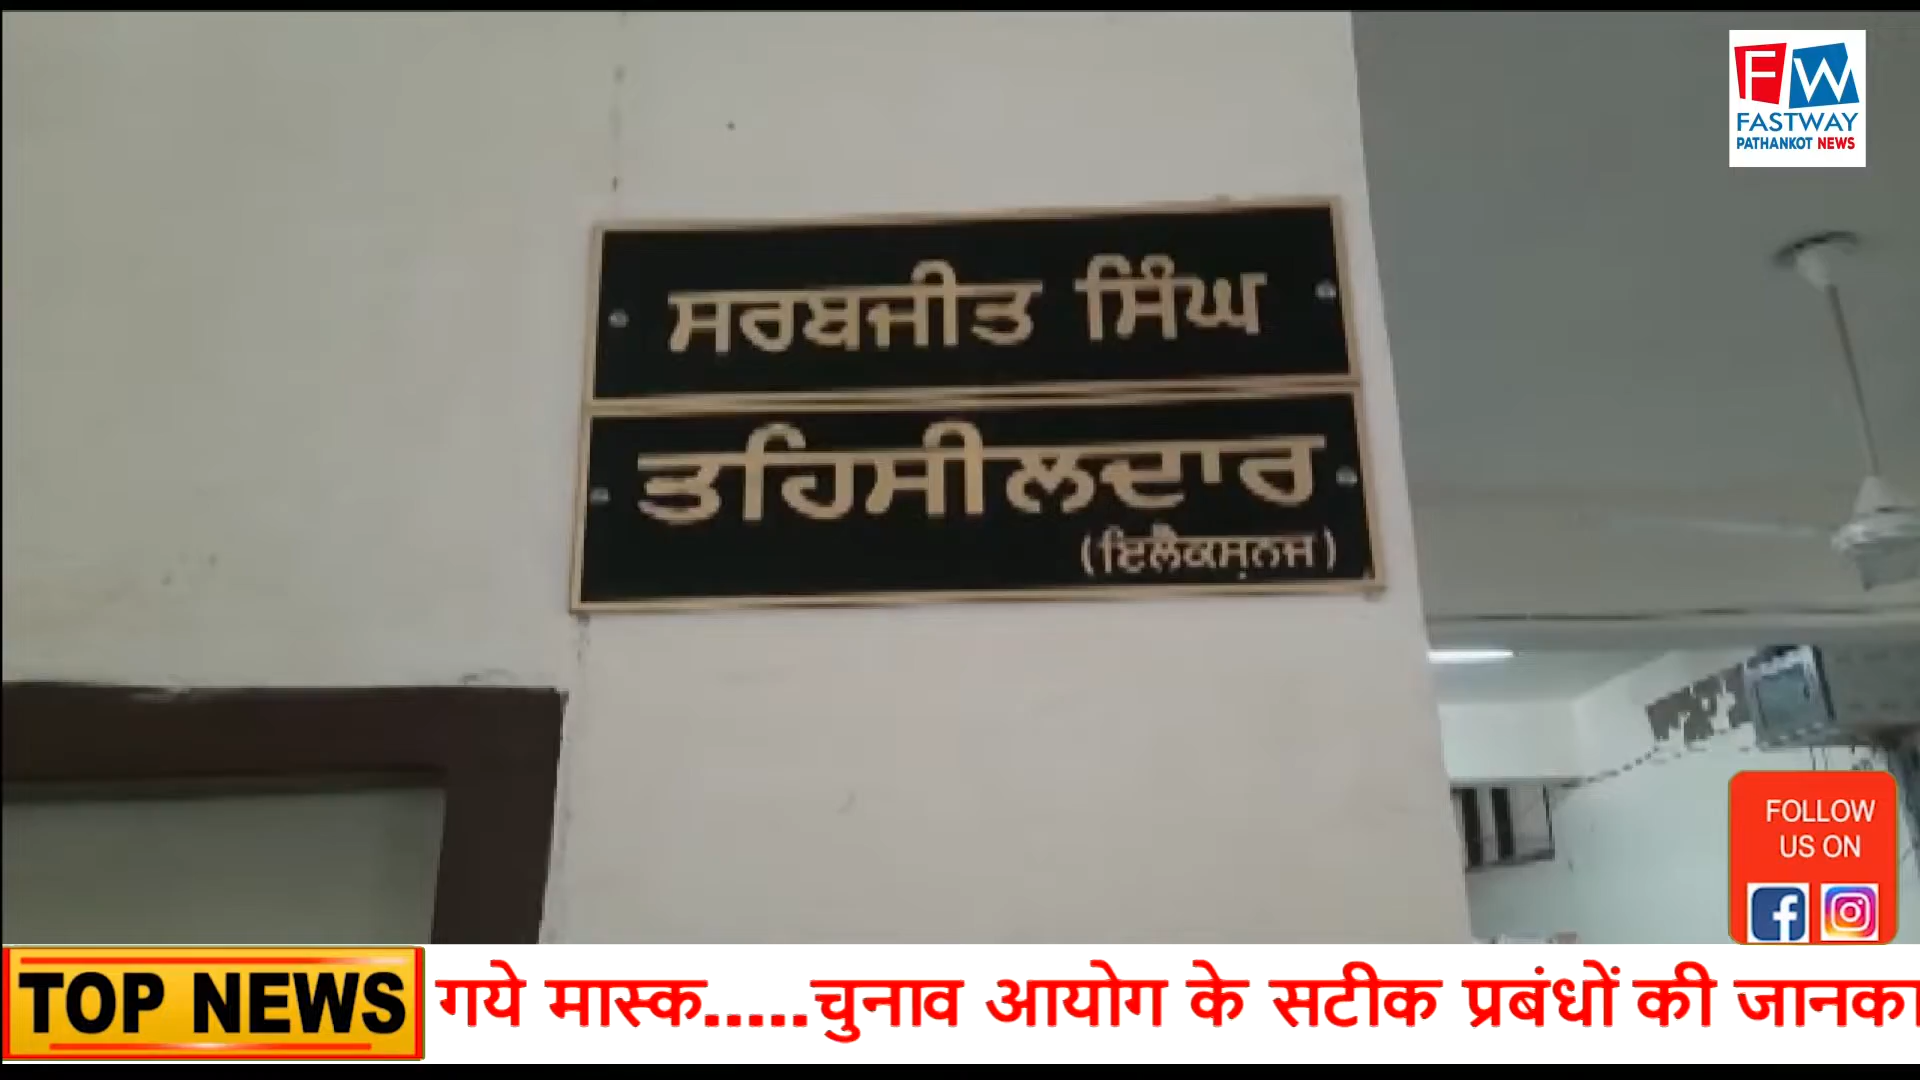 FW
FASTWAY
PATHANKOT NEWS
ਸਰਬਜੀਤ ਸਿੰਘ
ਤਹਿਸੀਲਦਾਰ
(ਇਲੈਕਸ਼ਨਜ)
FOLLOW
US ON
TOP NEWS
गये मास्क.....चुनाव आयोग के सटीक प्रबंधों की जानका